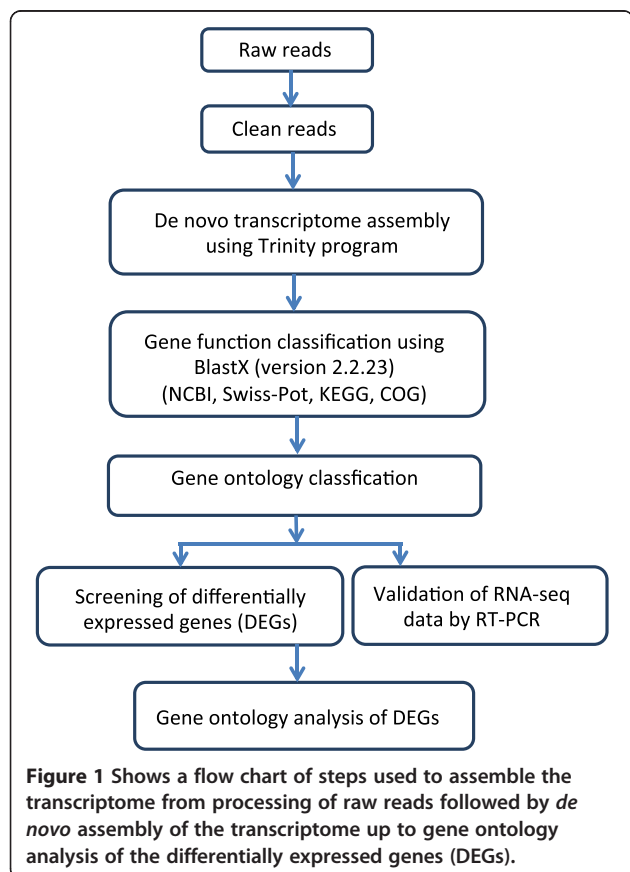 Raw reads
Clean reads
De novo transcriptome assembly
using Trinity program
Gene function classification using
BlastX (version 2.2.23)
(NCBI, Swiss-Pot, KEGG, COG)
Gene ontology classfication
Screening of differentially
expressed genes (DEGs)
Validation of RNA-seq
data by RT-PCR
Gene ontology analysis of DEGs
Figure 1 Shows a flow chart of steps used to assemble the
transcriptome from processing of raw reads followed by de
novo assembly of the transcriptome up to gene ontology
analysis of the differentially expressed genes (DEGs).